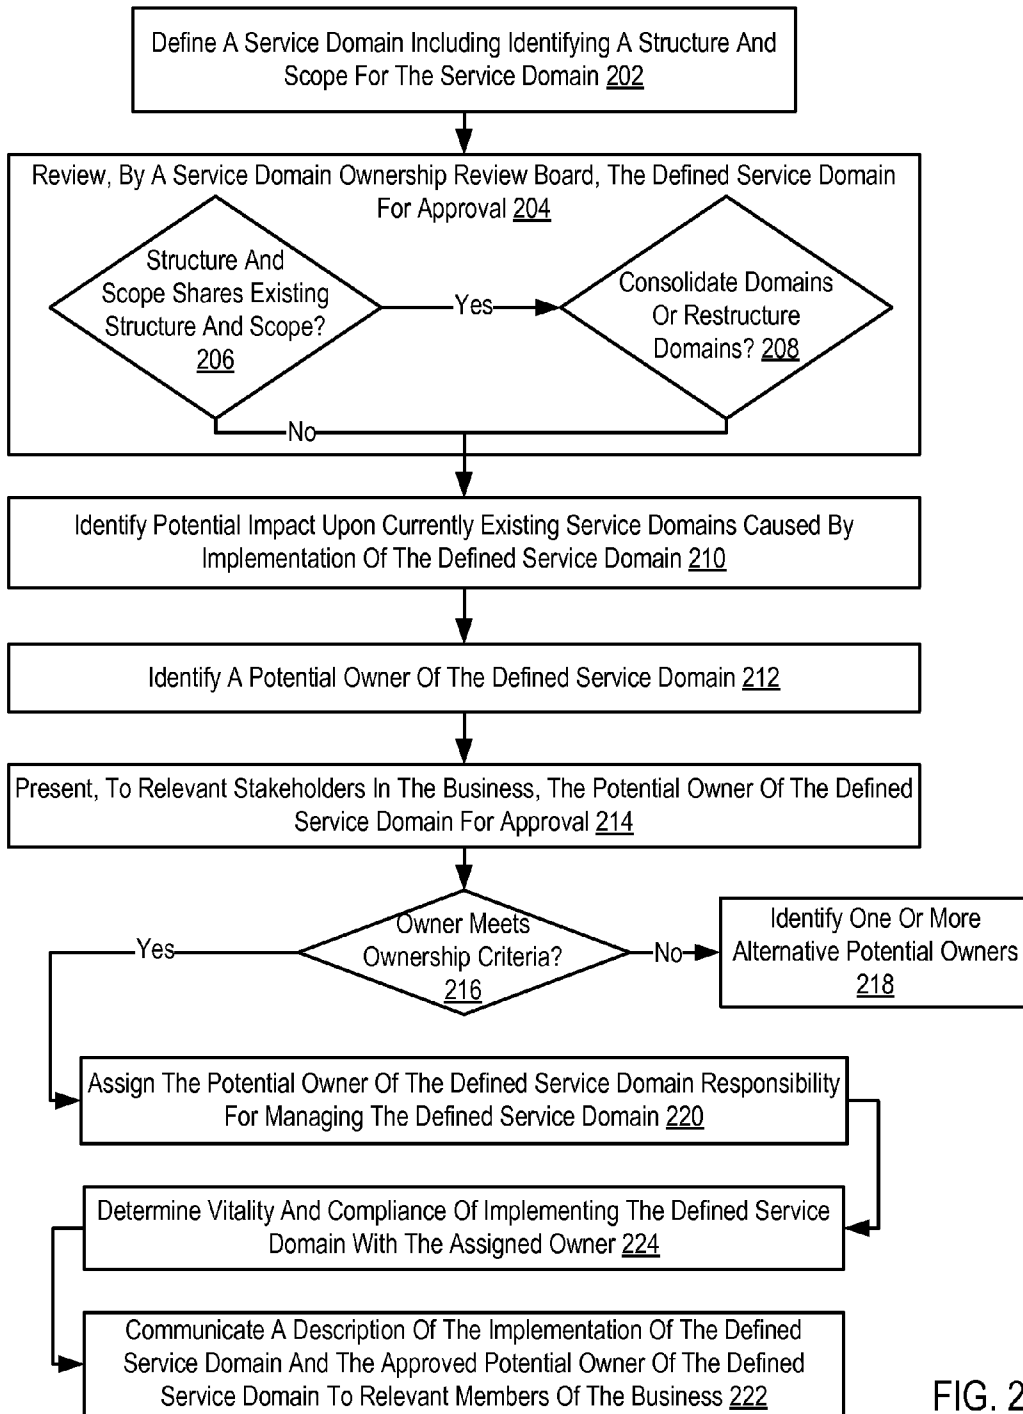 Define A Service Domain Including Identifying A Structure And
Scope For The Service Domain 202
Review, By A Service Domain Ownership Review Board, The Defined Service Domain
For Approval 204
Structure And
Scope Shares Existing
Structure And Scope?
206
Yes
Consolidate Domains
Or Restructure
Domains? 208
No
Identify Potential Impact Upon Currently Existing Service Domains Caused By
Implementation Of The Defined Service Domain 210
Identify A Potential Owner Of The Defined Service Domain 212
Present, To Relevant Stakeholders In The Business, The Potential Owner Of The Defined
Service Domain For Approval 214
Owner Meets
Ownership Criteria?
216
Yes
No
Identify One Or More
Alternative Potential Owners
218
Assign The Potential Owner Of The Defined Service Domain Responsibility
For Managing The Defined Service Domain 220
Determine Vitality And Compliance Of Implementing The Defined Service
Domain With The Assigned Owner 224
Communicate A Description Of The Implementation Of The Defined
Service Domain And The Approved Potential Owner Of The Defined
Service Domain To Relevant Members Of The Business 222
FIG. 2